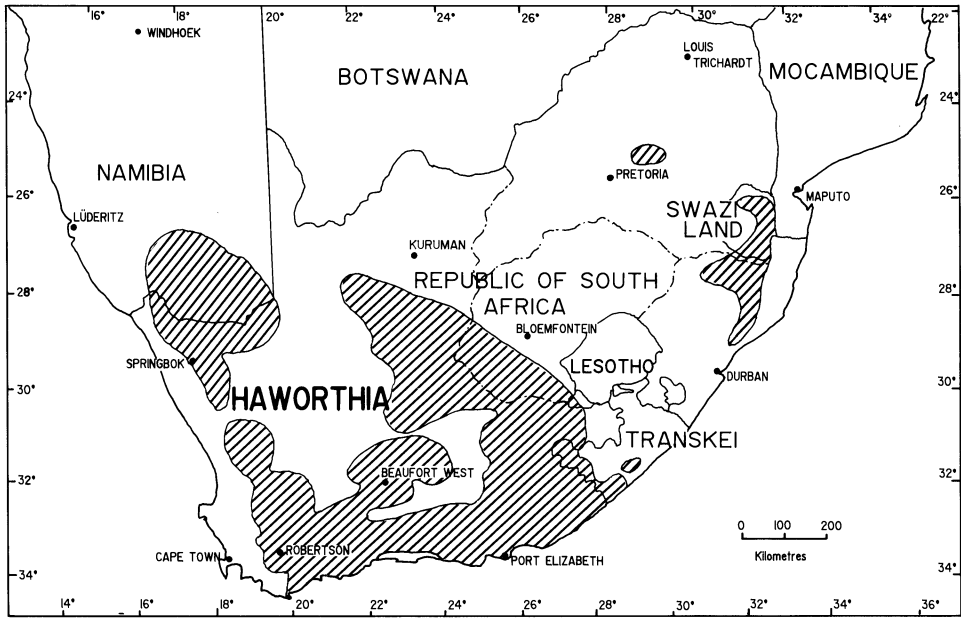 16°
18°
20°
22°
24°
26°
28°
30°
32°
34°
22°
WINDHOEK
LOUIS
TRICHARDT
BOTSWANA
MOCAMBIQUE
24°
24°
NAMIBIA
PRETORIA
26°
MAPUTO
26°
LÜDERITZ
SWAZI
LAND
KURUMAN
REPUBLIC OF SOUTH
AFRICA
28°
28°
BLOEMFONTEIN
SPRINGBOK
LESOTHO
DURBAN
30°
30°
HAWORTHIA
TRANSKEI
BEAUFORT WEST
32°
32°
0 100 200
Kilometres
CAPE TOWN
ROBERTSON
PORT ELIZABETH
34°
34°
14°
16°
18°
20°
22°
24°
26°
28°
30°
32°
34°
36°